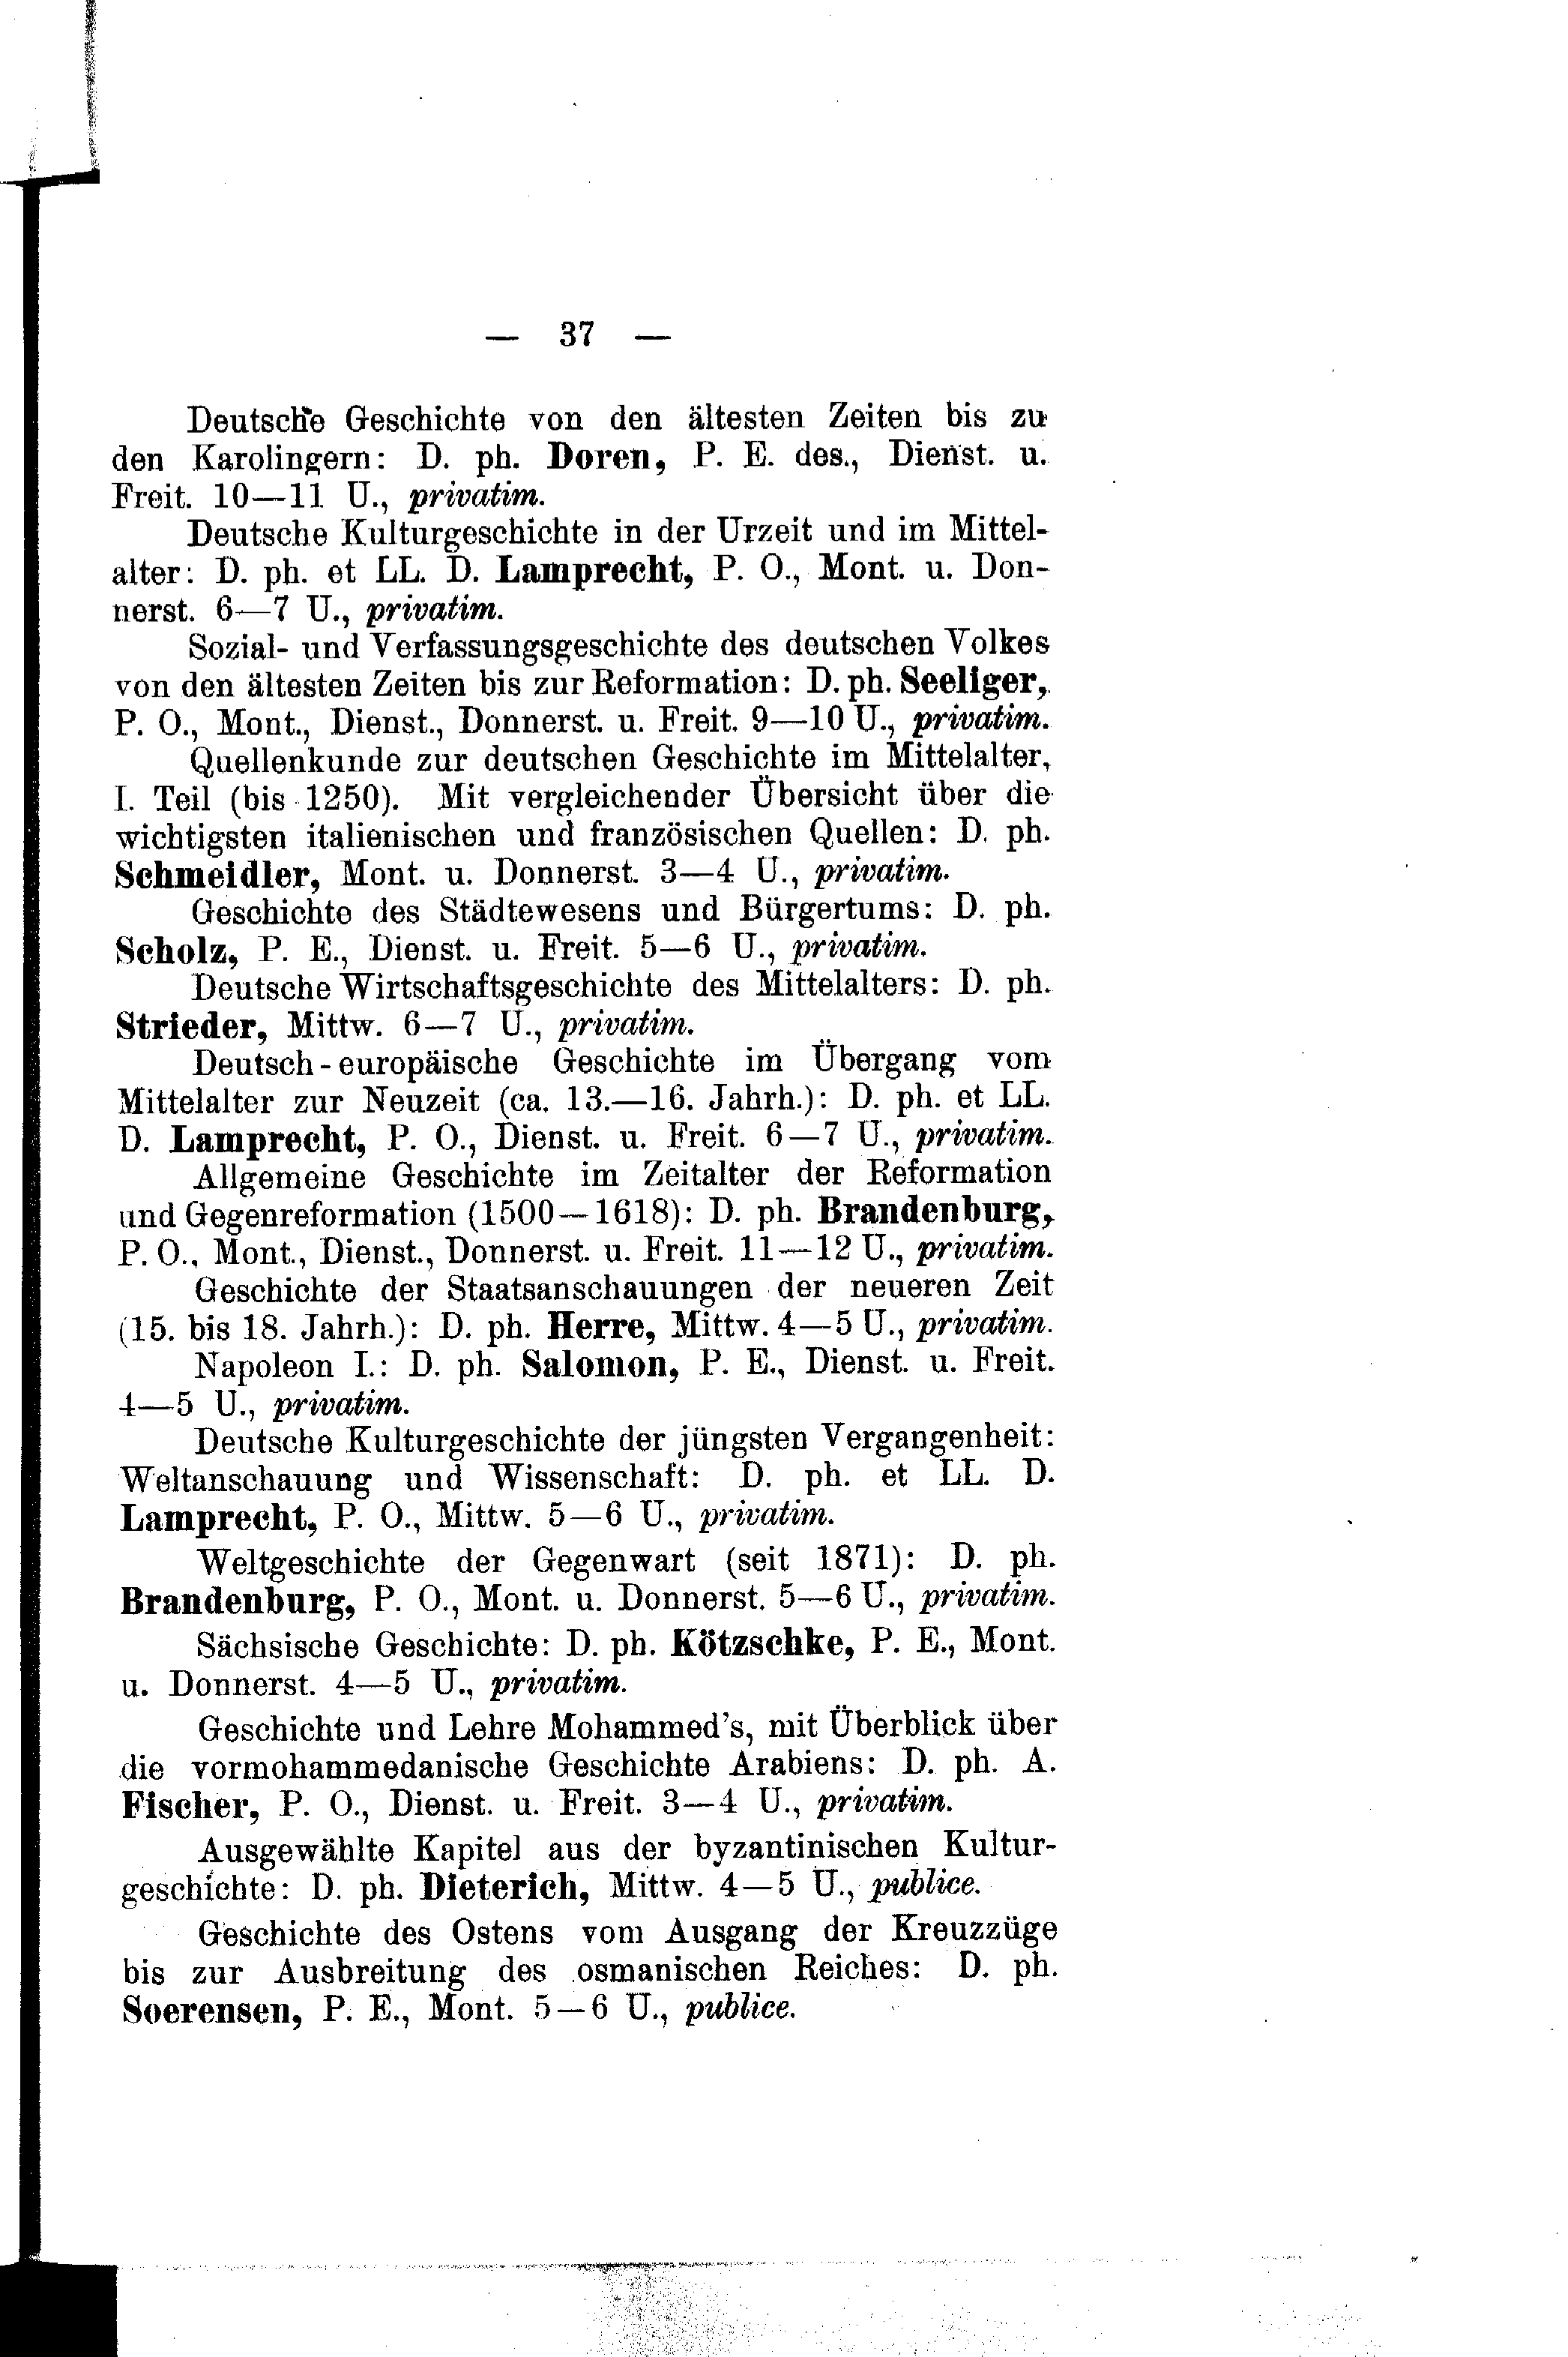 — 37 —
Deutsche Geschichte von den ältesten Zeiten bis zu
den Karolingern: D. ph. Doren, P. E. des., Dienst. u.
Freit. 10—11 U., privatim.
Deutsche Kulturgeschichte in der Urzeit und im Mittel-
alter: D. ph. et LL. D. Lamprecht, P. O., Mont. u. Don-
nerst. 6—7 U., privatim.
Sozial- und Verfassungsgeschichte des deutschen Volkes
von den ältesten Zeiten bis zur Reformation: D. ph. Seeliger,
P. O., Mont., Dienst., Donnerst. u. Freit. 9—10 U., privatim.
Quellenkunde zur deutschen Geschichte im Mittelalter,
I. Teil (bis 1250). Mit vergleichender Übersicht über die
wichtigsten italienischen und französischen Quellen: D. ph.
Schmeidler, Mont. u. Donnerst. 3—4 U., privatim.
Geschichte des Städtewesens und Bürgertums: D. ph.
Scholz, P. E., Dienst. u. Freit. 5—6 U., privatim.
Deutsche Wirtschaftsgeschichte des Mittelalters: D. ph.
Strieder, Mittw. 6—7 U., privatim.
Deutsch-europäische Geschichte im Übergang vom
Mittelalter zur Neuzeit (ca. 13.—16. Jahrh.): D. ph. et LL.
D. Lamprecht, P. O., Dienst. u. Freit. 6—7 U., privatim.
Allgemeine Geschichte im Zeitalter der Reformation
und Gegenreformation (1500—1618): D. ph. Brandenburg,
P. O., Mont., Dienst., Donnerst. u. Freit. 11—12 U., privatim.
Geschichte der Staatsanschauungen der neueren Zeit
(15. bis 18. Jahrh.): D. ph. Herre, Mittw. 4—5 U., privatim.
Napoleon I.: D. ph. Salomon, P. E., Dienst. u. Freit.
4—5 U., privatim.
Deutsche Kulturgeschichte der jüngsten Vergangenheit:
Weltanschauung und Wissenschaft: D. ph. et LL. D.
Lamprecht, P. O., Mittw. 5—6 U., privatim.
Weltgeschichte der Gegenwart (seit 1871): D. ph.
Brandenburg, P. O., Mont. u. Donnerst. 5—6 U., privatim.
Sächsische Geschichte: D. ph. Kötzschke, P. E., Mont.
u. Donnerst. 4—5 U., privatim.
Geschichte und Lehre Mohammed's, mit Überblick über
die vormohammedanische Geschichte Arabiens: D. ph. A.
Fischer, P. O., Dienst. u. Freit. 3—4 U., privatim.
Ausgewählte Kapitel aus der byzantinischen Kultur-
geschichte: D. ph. Dieterich, Mittw. 4—5 U., publice.
Geschichte des Ostens vom Ausgang der Kreuzzüge
bis zur Ausbreitung des osmanischen Reiches: D. ph.
Soerensen, P. E., Mont. 5—6 U., publice.